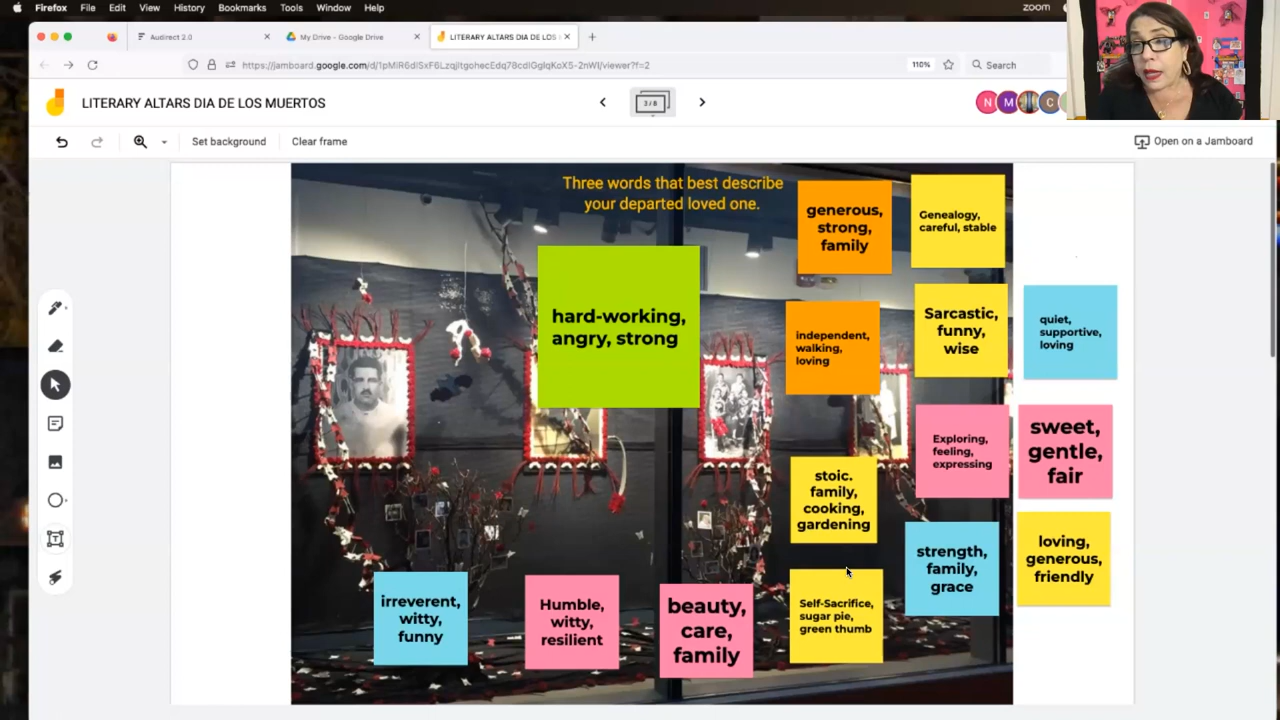 Firefox File Edit View History Bookmarks Tools Window Help
zoom
Audirect 2.0
My Drive - Google Drive
LITERARY ALTARS DIA DE LOS
110%
Search
LITERARY ALTARS DIA DE LOS MUERTOS
3/8
N M C
Set background
Clear frame
Open on a Jamboard
Three words that best describe
your departed loved one.
generous,
strong,
family
Genealogy,
careful, stable
hard-working,
angry, strong
independent,
walking,
loving
Sarcastic,
funny,
wise
quiet,
supportive,
loving
Exploring,
feeling,
expressing
sweet,
gentle,
fair
stoic.
family,
cooking,
gardening
strength,
family,
grace
loving,
generous,
friendly
irreverent,
witty,
funny
Humble,
witty,
resilient
beauty,
care,
family
Self-Sacrifice,
sugar pie,
green thumb